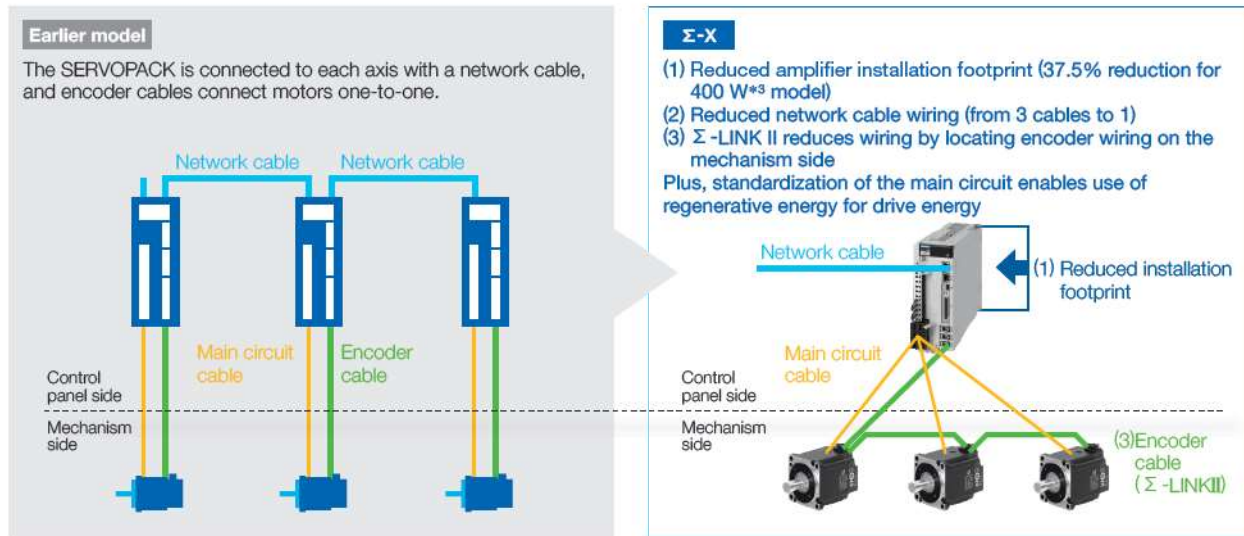 Earlier model
The SERVOPACK is connected to each axis with a network cable,
and encoder cables connect motors one-to-one.
Network cable
Network cable
Main circuit
cable
Encoder
cable
Control
panel side
Mechanism
side
Σ-X
(1) Reduced amplifier installation footprint (37.5% reduction for
400 W*³ model)
(2) Reduced network cable wiring (from 3 cables to 1)
(3) Σ-LINK II reduces wiring by locating encoder wiring on the
mechanism side
Plus, standardization of the main circuit enables use of
regenerative energy for drive energy
Network cable
(1) Reduced installation
footprint
Main circuit
cable
Control
panel side
Mechanism
side
(3)Encoder
cable
(Σ-LINKⅡ)